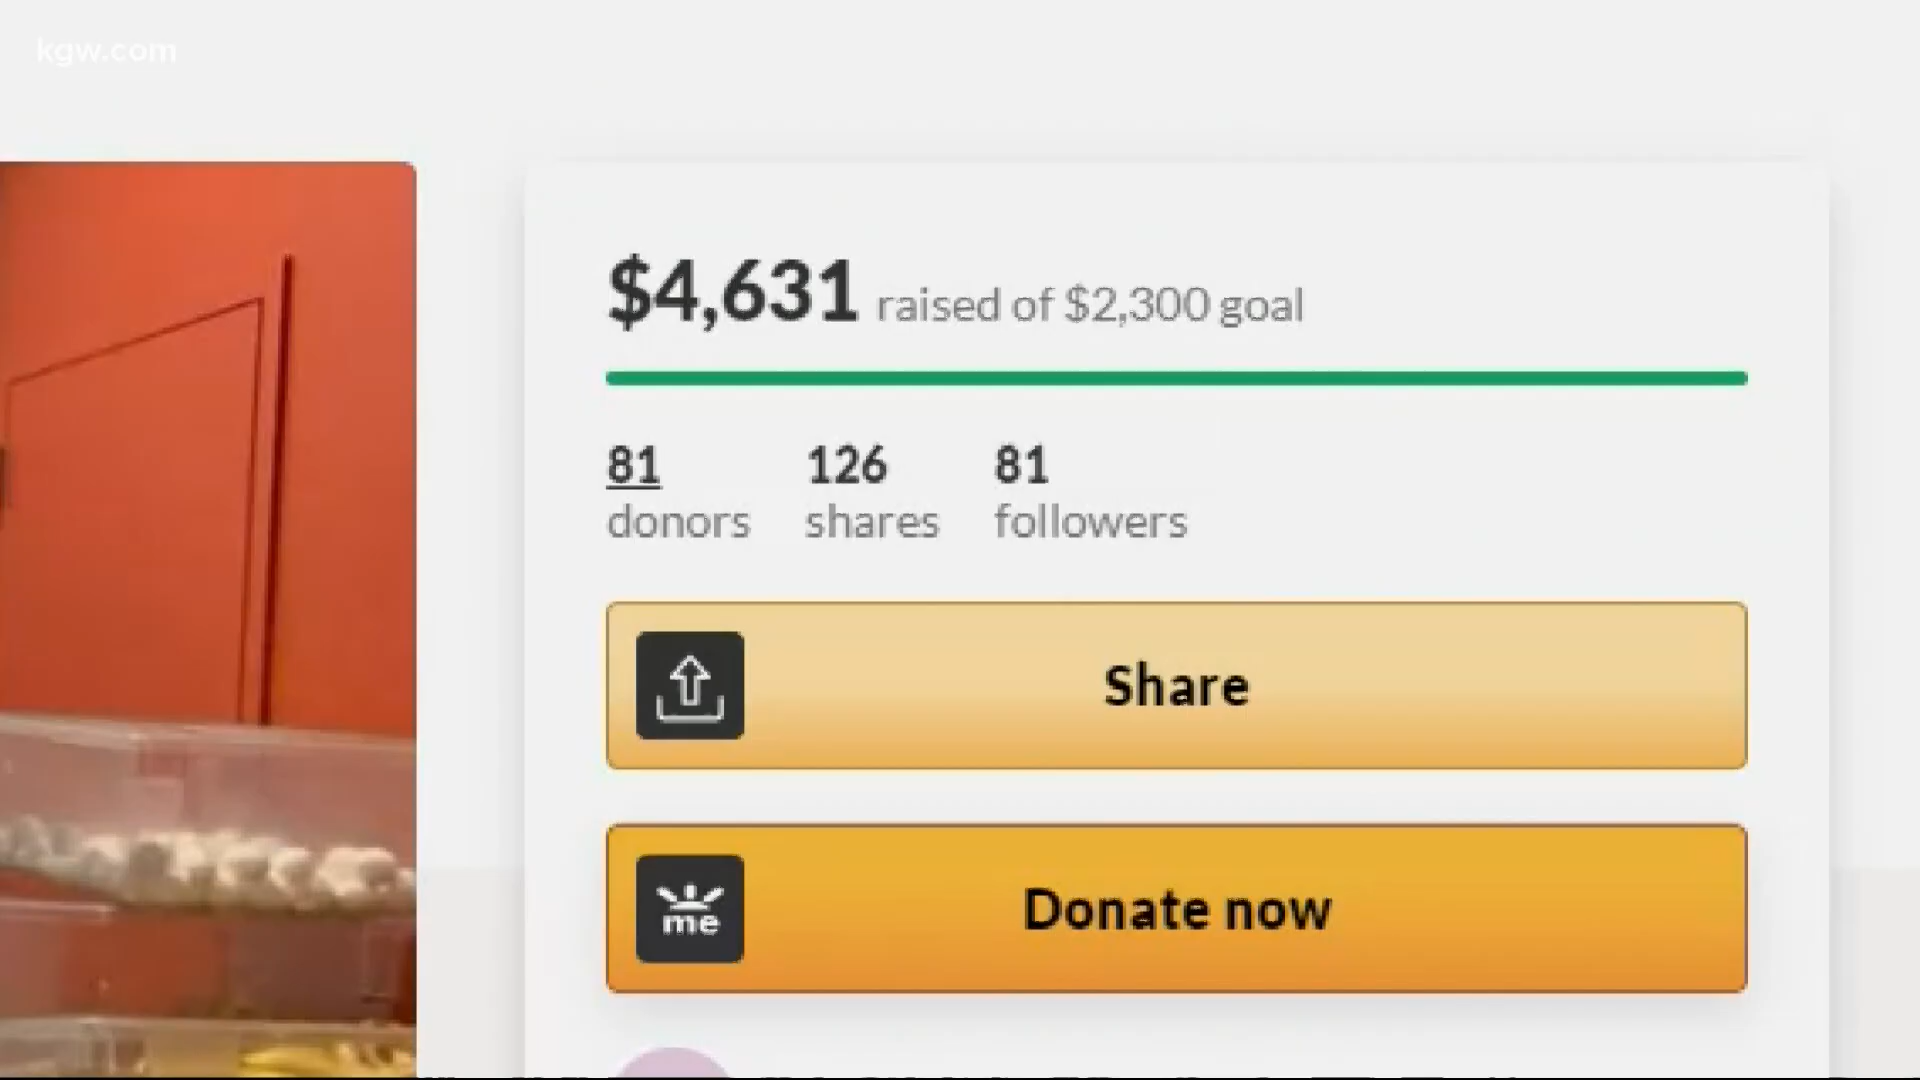 kgw.com
$4,631 raised of $2,300 goal
81 126 81
donors shares followers
Share
me
Donate now